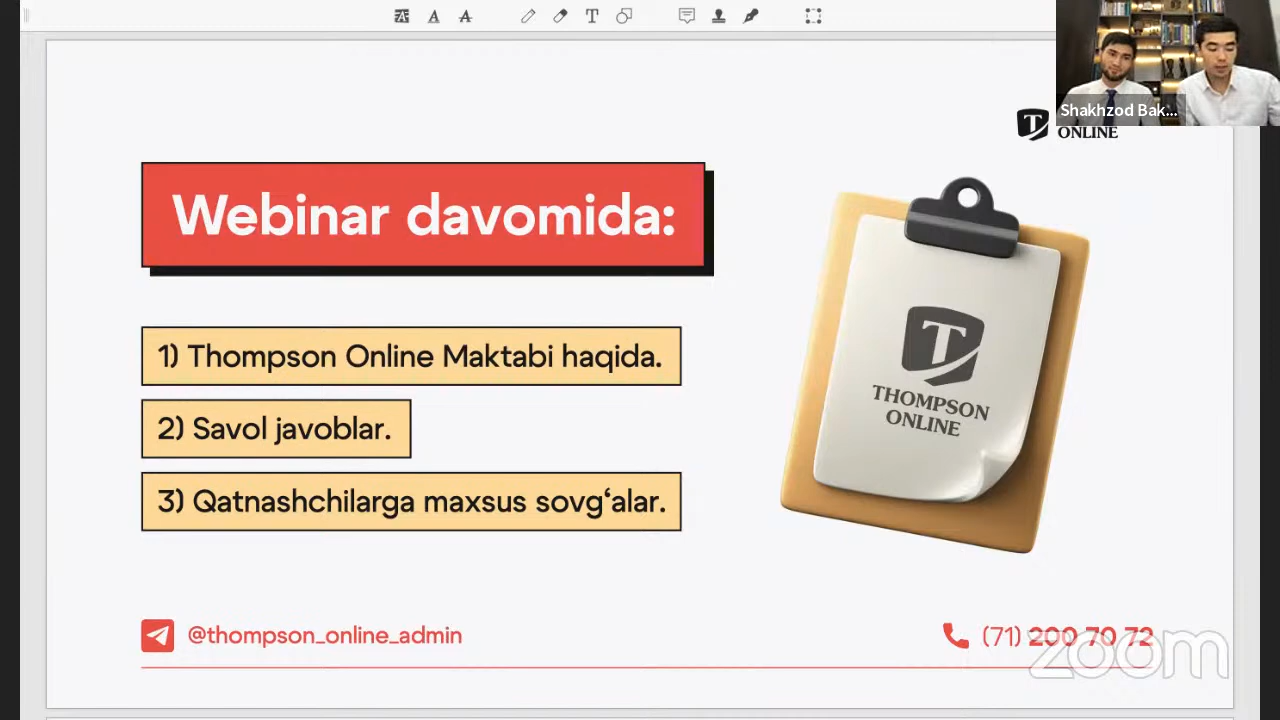 Shakhzod Bak...
ONLINE
Webinar davomida:
1) Thompson Online Maktabi haqida.
2) Savol javoblar.
3) Qatnashchilarga maxsus sovg‘alar.
THOMPSON
ONLINE
@thompson_online_admin
(71) 200 70 72
zoom